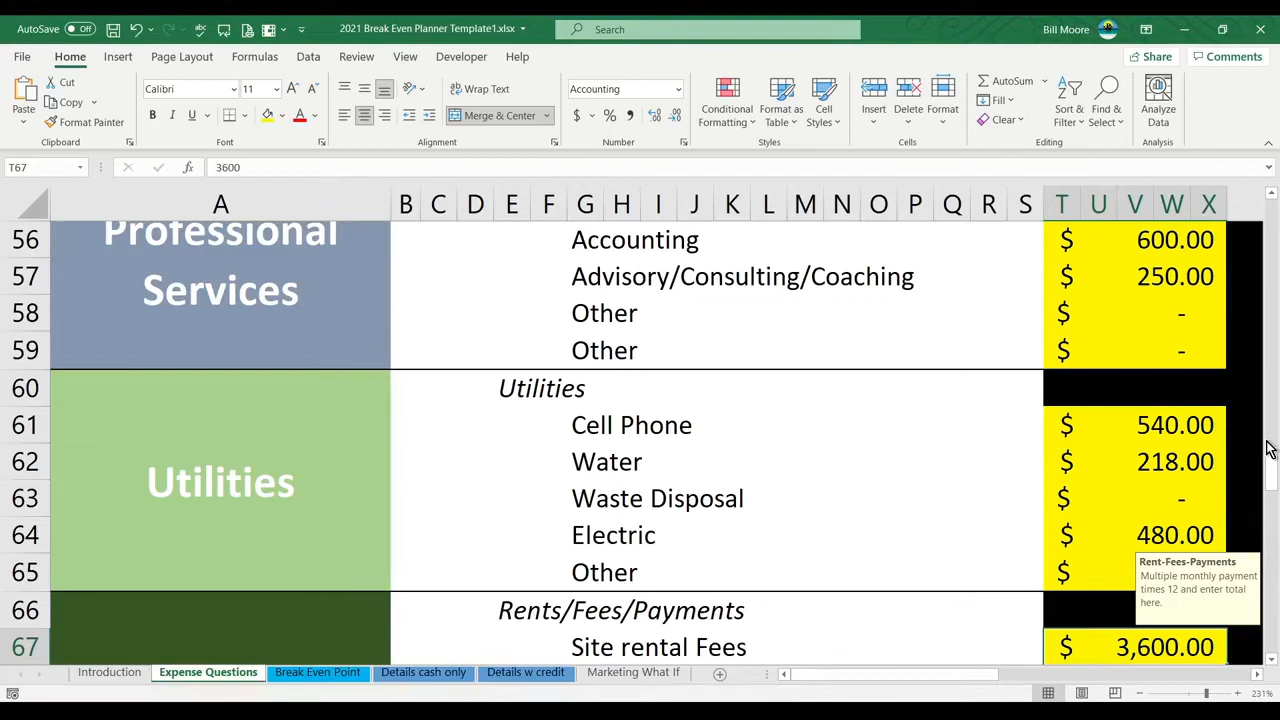 AutoSave Off 2021 Break Even Planner Template1.xlsx Search Bill Moore
File Home Insert Page Layout Formulas Data Review View Developer Help Share Comments
Paste Cut Copy Format Painter Clipboard
Calibri 11 B I U A Font
Wrap Text Merge & Center Alignment
Accounting $ % Number
Conditional Formatting Format as Table Cell Styles Styles
Insert Delete Format Cells
AutoSum Fill Clear Sort & Filter Find & Select Editing
Analyze Data Analysis
T67 fx 3600
A B C D E F G H I J K L M N O P Q R S T U V W X
Professional Services
56 Accounting $ 600.00
57 Advisory/Consulting/Coaching $ 250.00
58 Other $ -
59 Other $ -
Utilities
60 Utilities
61 Cell Phone $ 540.00
62 Water $ 218.00
63 Waste Disposal $ -
64 Electric $ 480.00
65 Other $
Rent-Fees-Payments
Multiple monthly payment
times 12 and enter total
here.
66 Rents/Fees/Payments
67 Site rental Fees $ 3,600.00
Introduction Expense Questions Break Even Point Details cash only Details w credit Marketing What If
231%